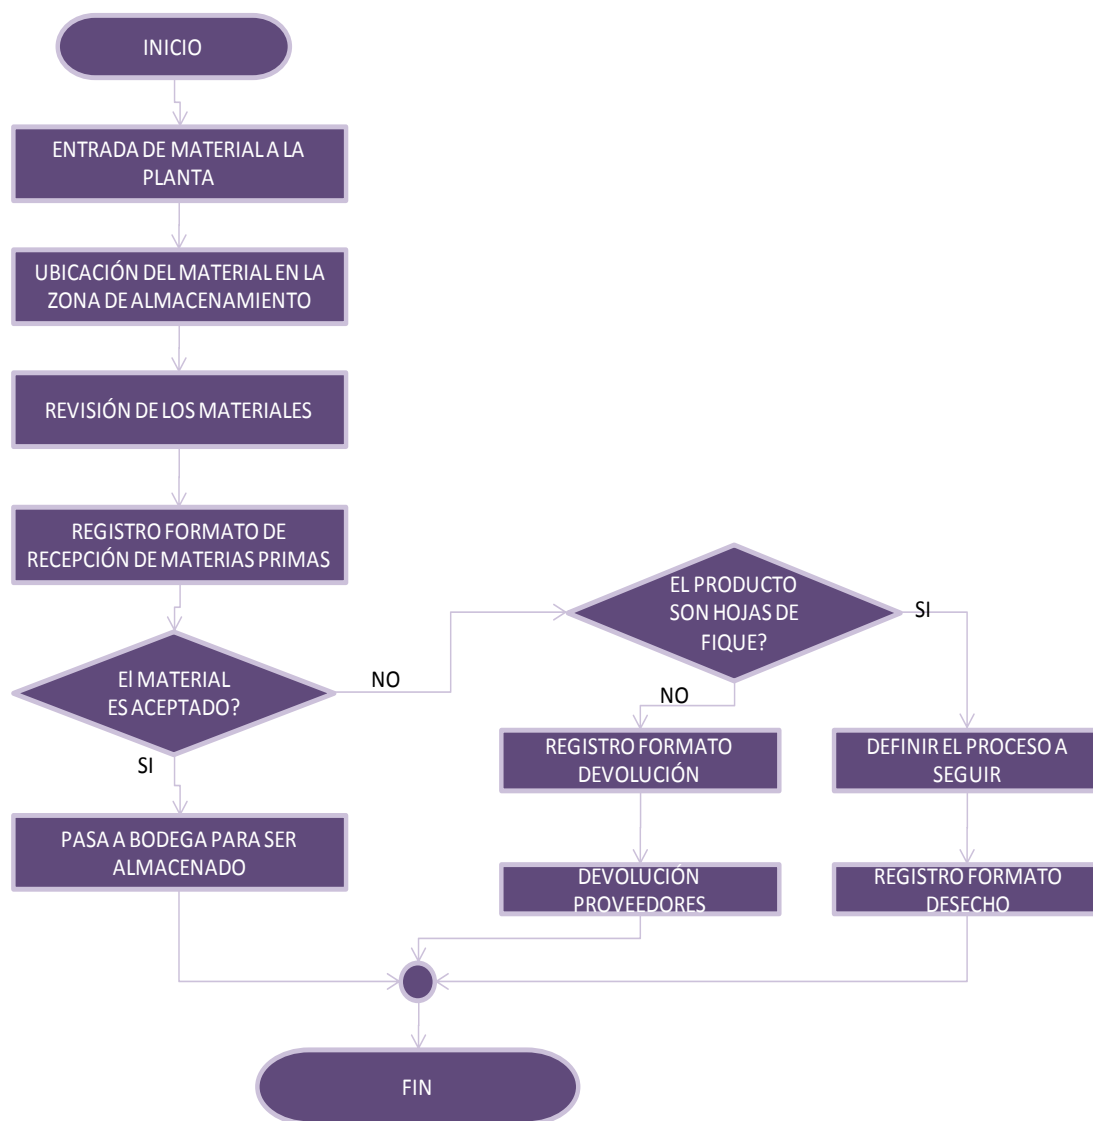 INICIO
ENTRADA DE MATERIAL A LA
PLANTA
UBICACIÓN DEL MATERIAL EN LA
ZONA DE ALMACENAMIENTO
REVISIÓN DE LOS MATERIALES
REGISTRO FORMATO DE
RECEPCIÓN DE MATERIAS PRIMAS
El MATERIAL
ES ACEPTADO?
NO
SI
PASA A BODEGA PARA SER
ALMACENADO
EL PRODUCTO
SON HOJAS DE
FIQUE?
SI
NO
REGISTRO FORMATO
DEVOLUCIÓN
DEFINIR EL PROCESO A
SEGUIR
DEVOLUCIÓN
PROVEEDORES
REGISTRO FORMATO
DESECHO
FIN